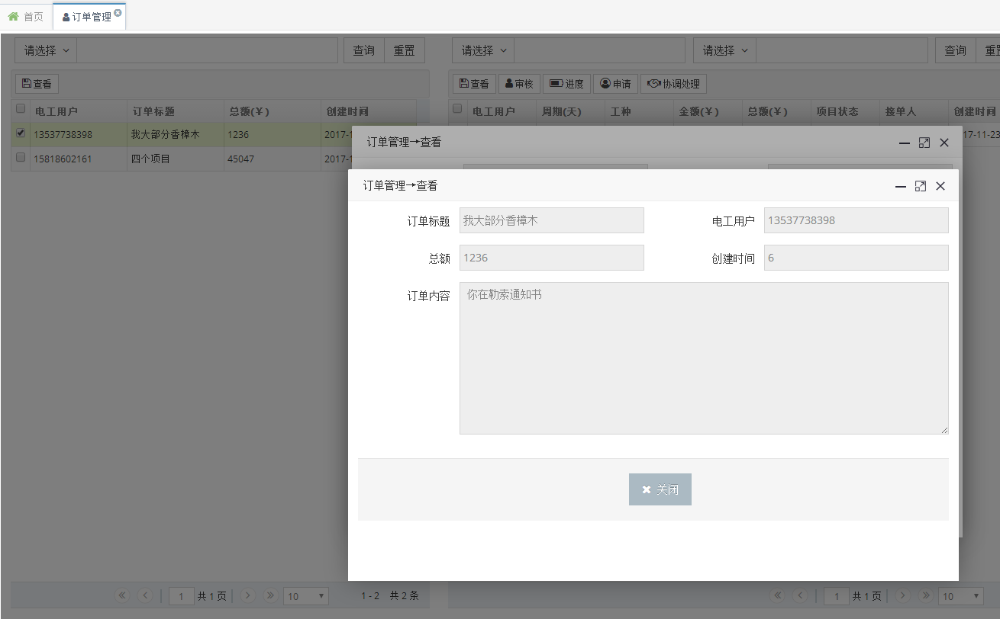 首页 订单管理
请选择 查询 重置 请选择 请选择 查询
查看 查看 审核 进度 申请 协调处理
电工用户 订单标题 总额(¥) 创建时间 电工用户 周期(天) 工种 金额(¥) 总额(¥) 项目状态 接单人 创建时间
13537738398 我大部分香樟木 1236 2017-1 17-11-23
15818602161 四个项目 45047 2017-1
订单管理→查看
订单管理→查看
订单标题 我大部分香樟木 电工用户 13537738398
总额 1236 创建时间 6
订单内容 你在勒索通知书
关闭
1 共 1 页 10 1 - 2 共 2 条 1 共 1 页 10